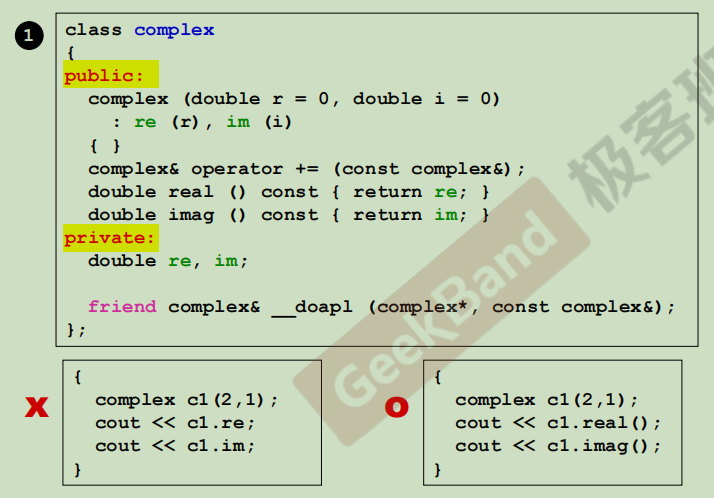 1
class complex
{
public:
complex (double r = 0, double i = 0)
: re (r), im (i)
{ }
complex& operator += (const complex&);
double real () const { return re; }
double imag () const { return im; }
private:
double re, im;
friend complex& __doapl (complex*, const complex&);
};
x
{
complex c1(2,1);
cout << c1.re;
cout << c1.im;
}
o
{
complex c1(2,1);
cout << c1.real();
cout << c1.imag();
}
GeekBand 极客班